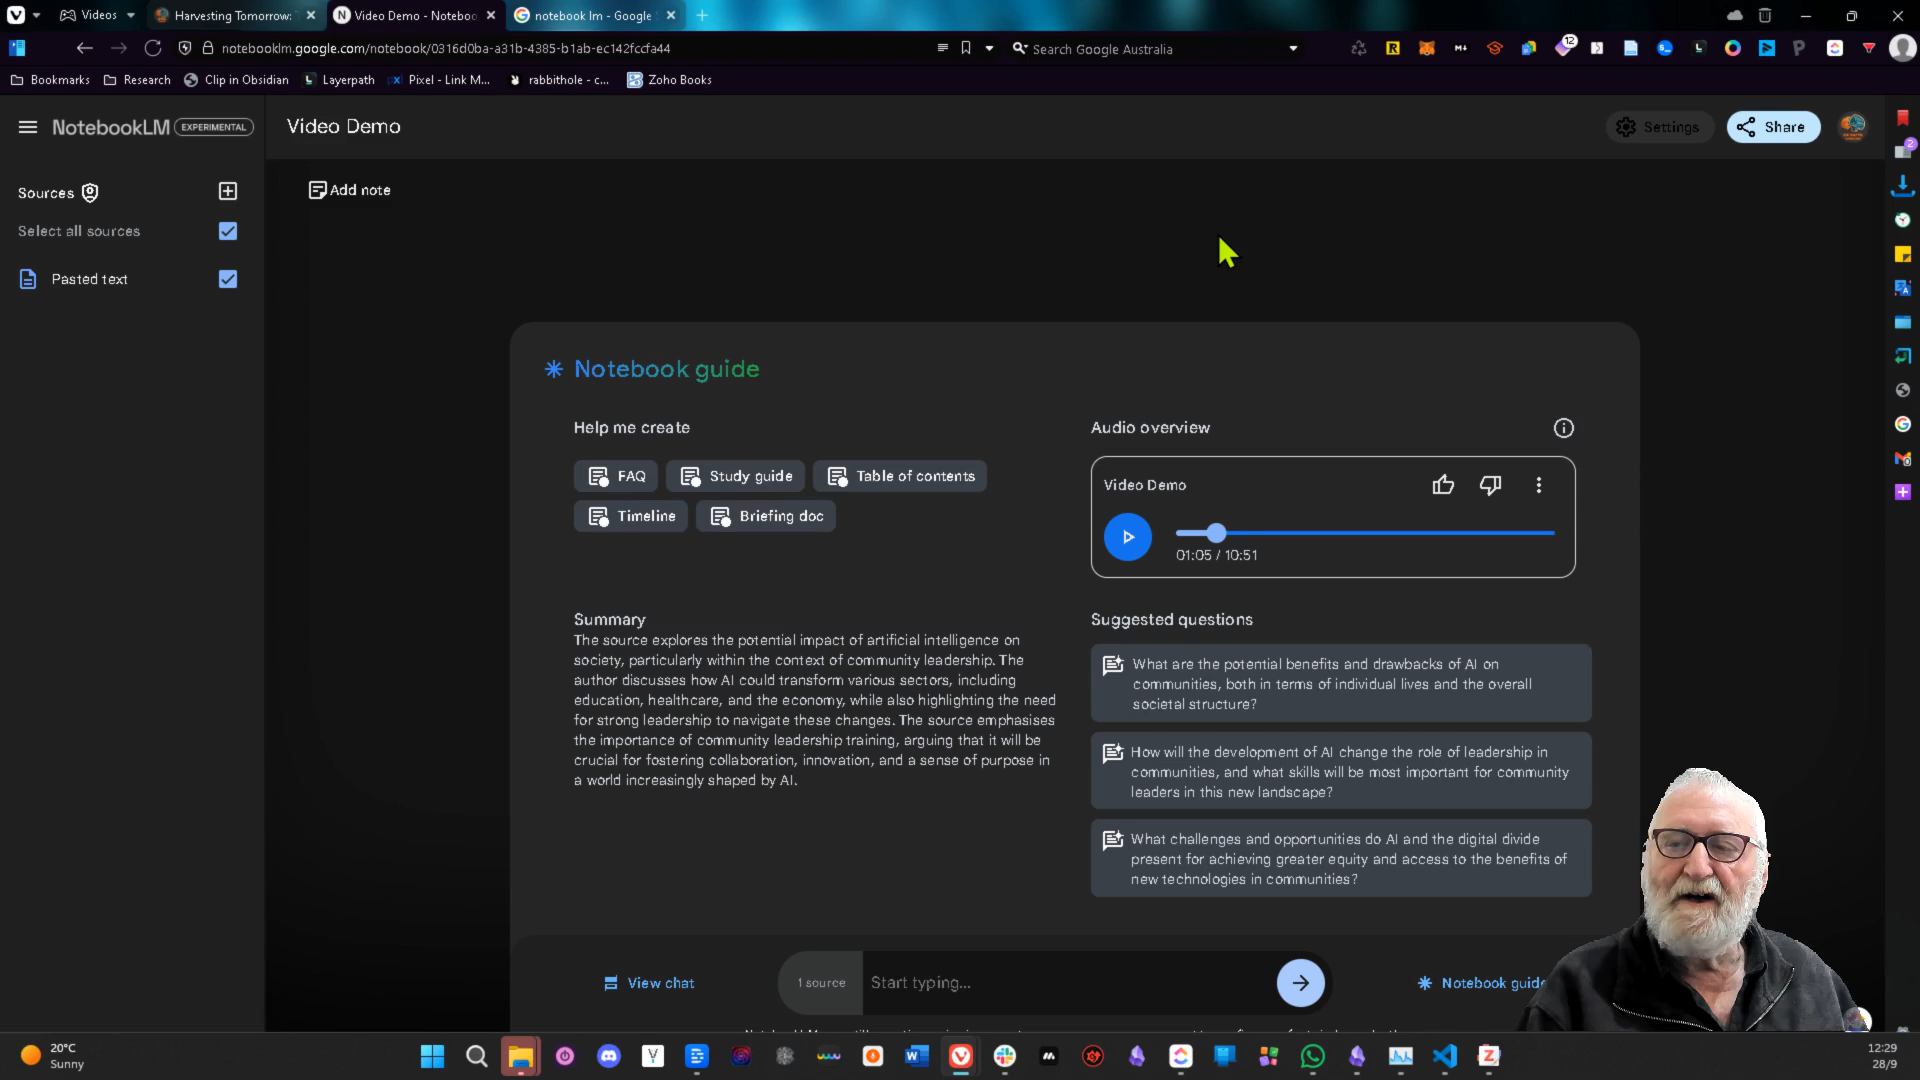 Videos
Harvesting Tomorrow:
Video Demo - Noteboo
notebook lm - Google
notebooklm.google.com/notebook/0316d0ba-a31b-4385-b1ab-ec142fccfa44
Search Google Australia
12
Bookmarks
Research
Clip in Obsidian
Layerpath
Pixel - Link M...
rabbithole - c...
Zoho Books
NotebookLM EXPERIMENTAL
Video Demo
Settings
Share
2
Sources
Add note
Select all sources
Pasted text
Notebook guide
Help me create
FAQ
Study guide
Table of contents
Timeline
Briefing doc
Audio overview
Video Demo
01:05 / 10:51
Summary
The source explores the potential impact of artificial intelligence on
society, particularly within the context of community leadership. The
author discusses how AI could transform various sectors, including
education, healthcare, and the economy, while also highlighting the need
for strong leadership to navigate these changes. The source emphasises
the importance of community leadership training, arguing that it will be
crucial for fostering collaboration, innovation, and a sense of purpose in
a world increasingly shaped by AI.
Suggested questions
What are the potential benefits and drawbacks of AI on
communities, both in terms of individual lives and the overall
societal structure?
How will the development of AI change the role of leadership in
communities, and what skills will be most important for community
leaders in this new landscape?
What challenges and opportunities do AI and the digital divide
present for achieving greater equity and access to the benefits of
new technologies in communities?
View chat
1 source
Start typing...
Notebook guide
20°C
Sunny
12:29
28/9